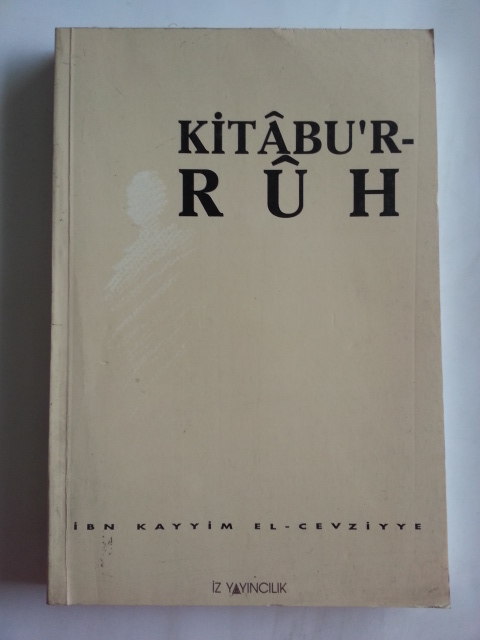 KİTÂBU'R-
RÛH
İBN KAYYİM EL-CEVZİYYE
İZ YAYINCILIK